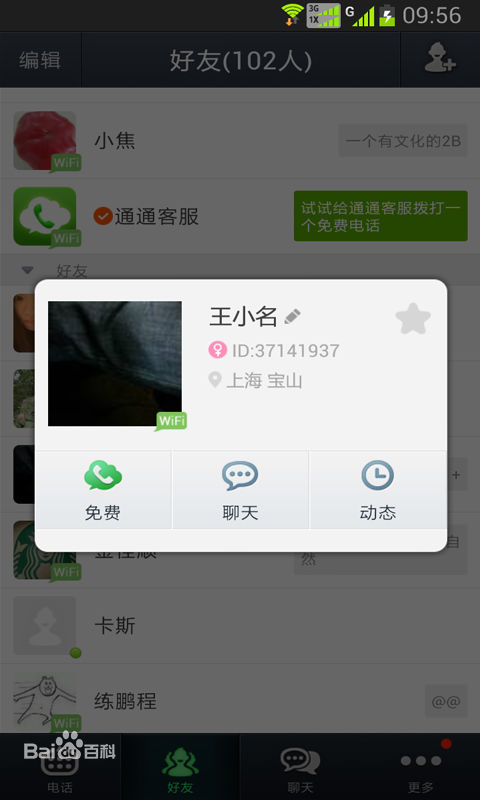 3G
1X
G
09:56
编辑
好友(102人)
小焦
WiFi
一个有文化的2B
通通客服
WiFi
试试给通通客服拨打一
个免费电话
好友
王小名
ID:37141937
上海 宝山
WiFi
免费
聊天
动态
+
自
然
WiFi
卡斯
练鹏程
WiFi
@@
Baidu百科
电话
好友
聊天
更多